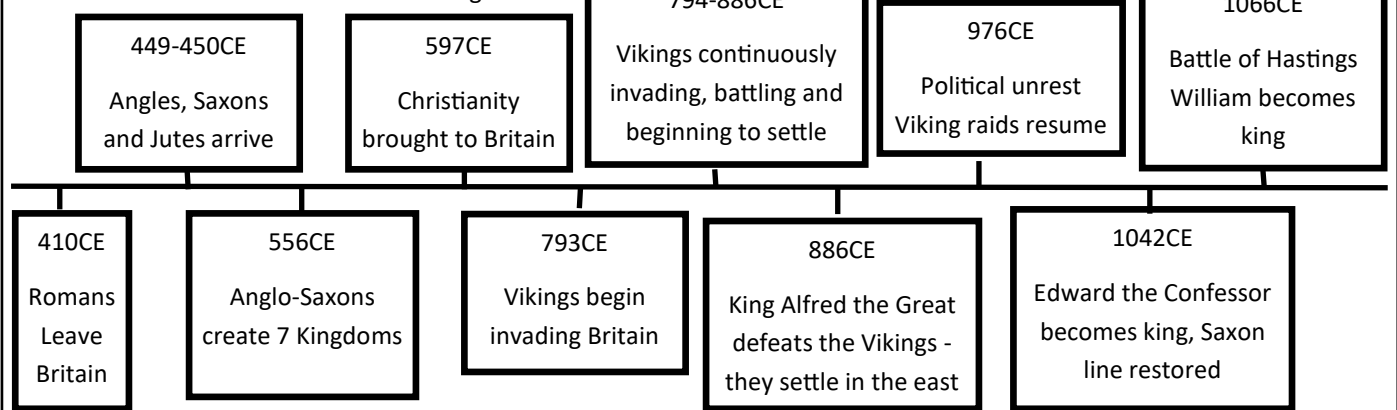 449-450CE
Angles, Saxons
and Jutes arrive
597CE
Christianity
brought to Britain
794-886CE
Vikings continuously
invading, battling and
beginning to settle
976CE
Political unrest
Viking raids resume
1066CE
Battle of Hastings
William becomes
king
410CE
Romans
Leave
Britain
556CE
Anglo-Saxons
create 7 Kingdoms
793CE
Vikings begin
invading Britain
886CE
King Alfred the Great
defeats the Vikings -
they settle in the east
1042CE
Edward the Confessor
becomes king, Saxon
line restored